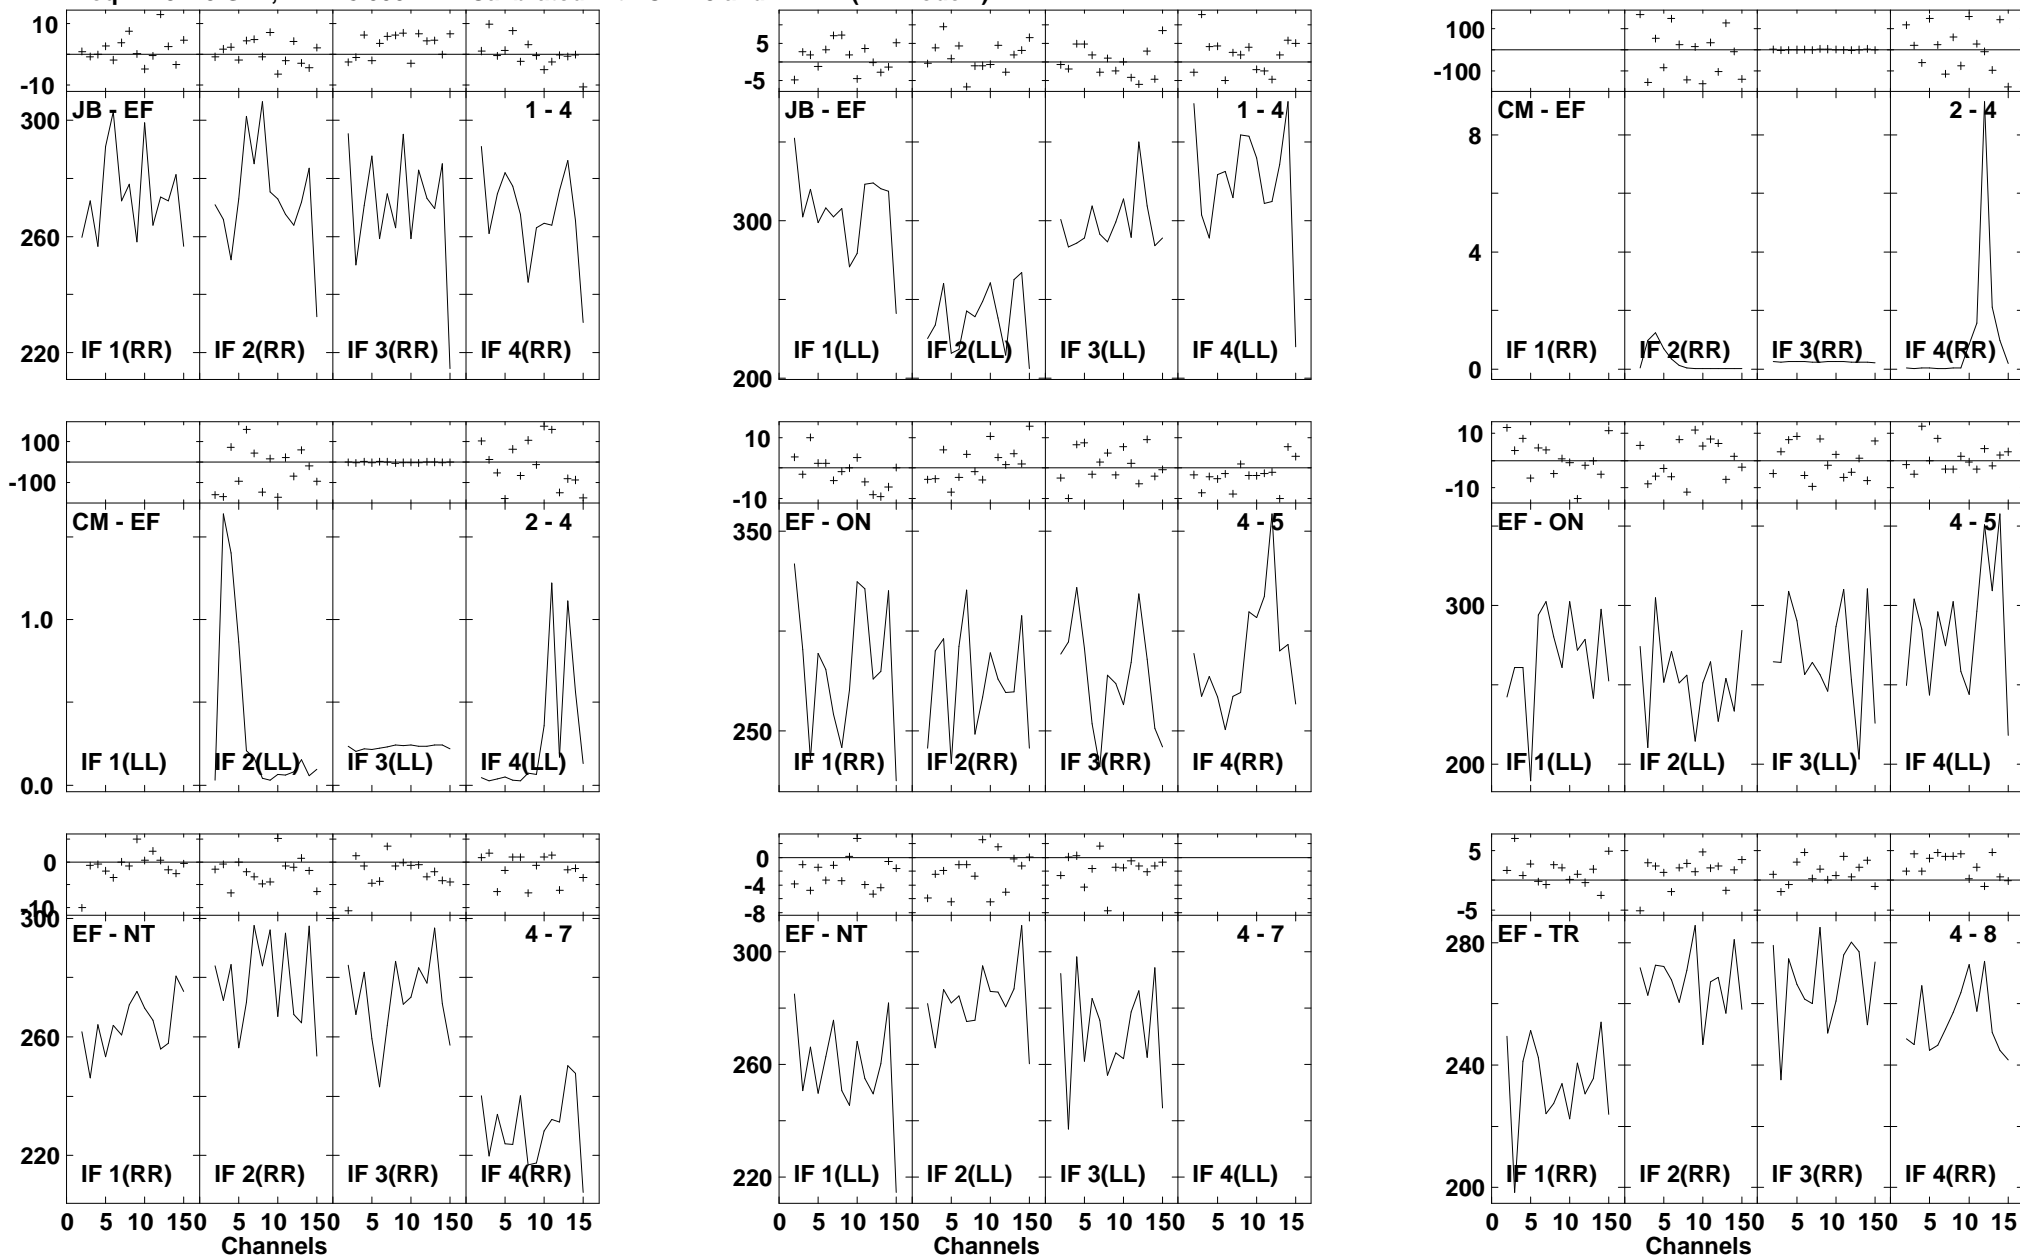 10
-10
JB - EF
1 - 4
300
260
220
IF 1(RR)
IF 2(RR)
IF 3(RR)
IF 4(RR)
5
-5
JB - EF
1 - 4
300
200
IF 1(LL)
IF 2(LL)
IF 3(LL)
IF 4(LL)
100
-100
CM - EF
2 - 4
8
4
0
IF 1(RR)
IF 2(RR)
IF 3(RR)
IF 4(RR)
100
-100
CM - EF
2 - 4
1.0
0.0
IF 1(LL)
IF 2(LL)
IF 3(LL)
IF 4(LL)
10
-10
EF - ON
4 - 5
350
250
IF 1(RR)
IF 2(RR)
IF 3(RR)
IF 4(RR)
10
-10
EF - ON
4 - 5
300
200
IF 1(LL)
IF 2(LL)
IF 3(LL)
IF 4(LL)
0
10
300
EF - NT
4 - 7
260
220
IF 1(RR)
IF 2(RR)
IF 3(RR)
IF 4(RR)
0 5 10 150 5 10 150 5 10 150 5 10 15
Channels
0
-4
-8
EF - NT
4 - 7
300
260
220
IF 1(LL)
IF 2(LL)
IF 3(LL)
IF 4(LL)
0 5 10 150 5 10 150 5 10 150 5 10 15
Channels
5
-5
EF - TR
4 - 8
280
240
200
IF 1(RR)
IF 2(RR)
IF 3(RR)
IF 4(RR)
0 5 10 150 5 10 150 5 10 150 5 10 15